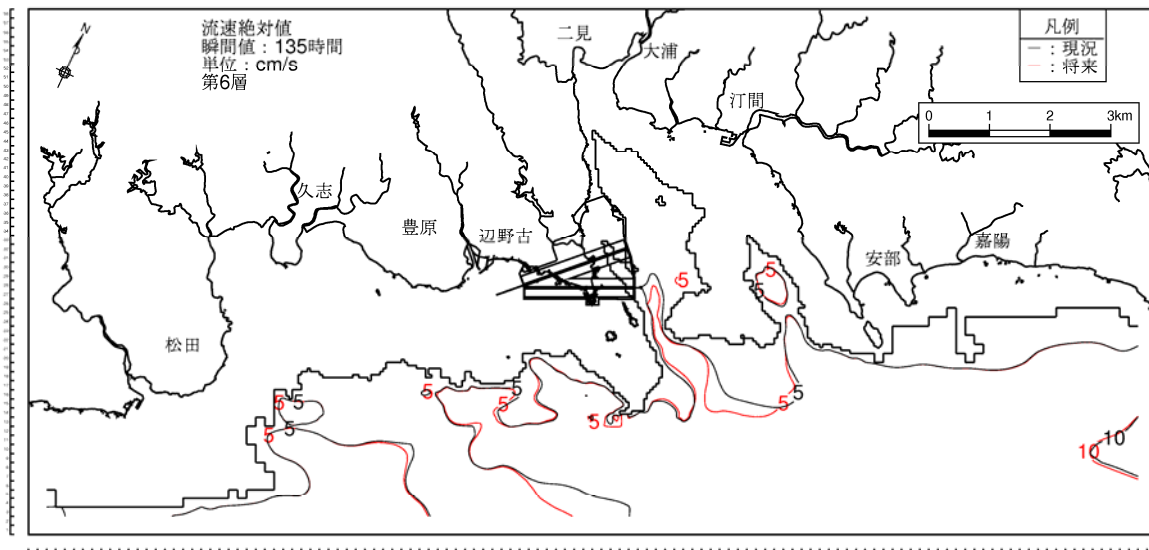 流速絶対値
瞬間値：135時間
単位：cm/s
第6層
N
凡例
－：現況
－：将来
0 1 2 3km
二見
大浦
汀間
久志
豊原
辺野古
安部
嘉陽
松田
5
5
5
5
5
5
5
5
5
5
5
5
5
5
10
10